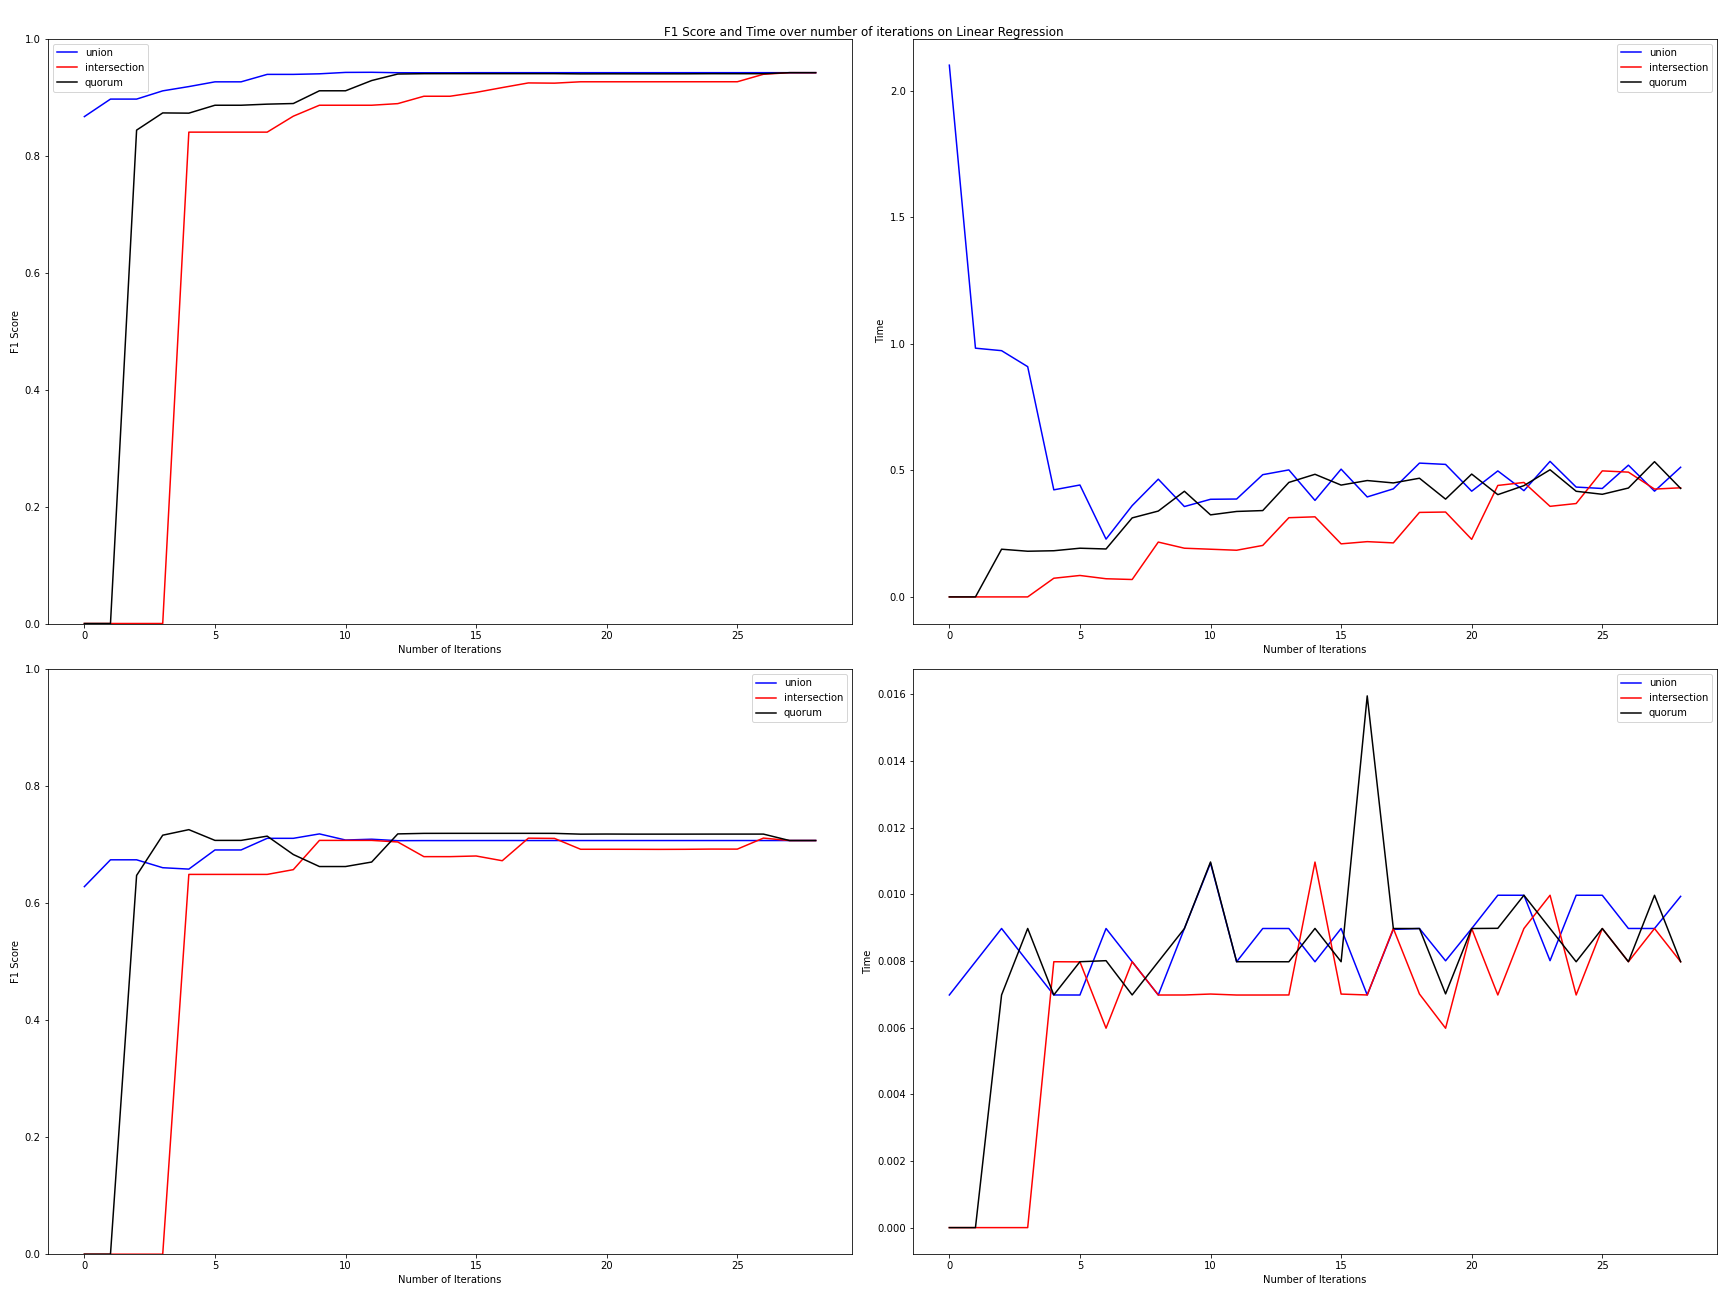 F1 Score and Time over number of iterations on Linear Regression
1.0
0.8
0.6
0.4
0.2
0.0
F1 Score
union
intersection
quorum
0 5 10 15 20 25
Number of Iterations
2.0
1.5
1.0
0.5
0.0
Time
union
intersection
quorum
0 5 10 15 20 25
Number of Iterations
1.0
0.8
0.6
0.4
0.2
0.0
F1 Score
union
intersection
quorum
0 5 10 15 20 25
Number of Iterations
0.016
0.014
0.012
0.010
0.008
0.006
0.004
0.002
0.000
Time
union
intersection
quorum
0 5 10 15 20 25
Number of Iterations